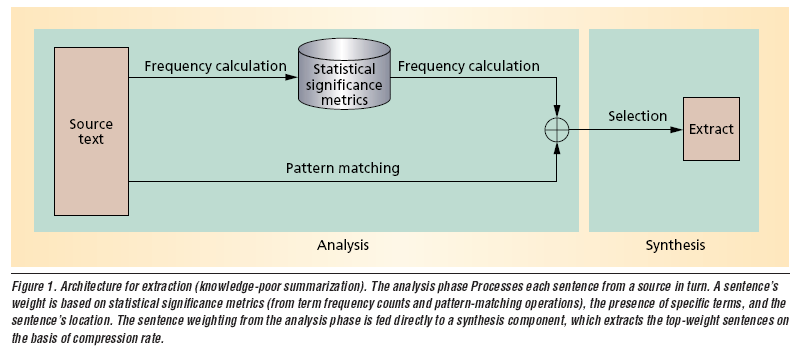 Frequency calculation
Statistical
significance
metrics
Frequency calculation
Source
text
Selection
Extract
Pattern matching
Analysis
Synthesis
Figure 1. Architecture for extraction (knowledge-poor summarization). The analysis phase Processes each sentence from a source in turn. A sentence's
weight is based on statistical significance metrics (from term frequency counts and pattern-matching operations), the presence of specific terms, and the
sentence's location. The sentence weighting from the analysis phase is fed directly to a synthesis component, which extracts the top-weight sentences on
the basis of compression rate.